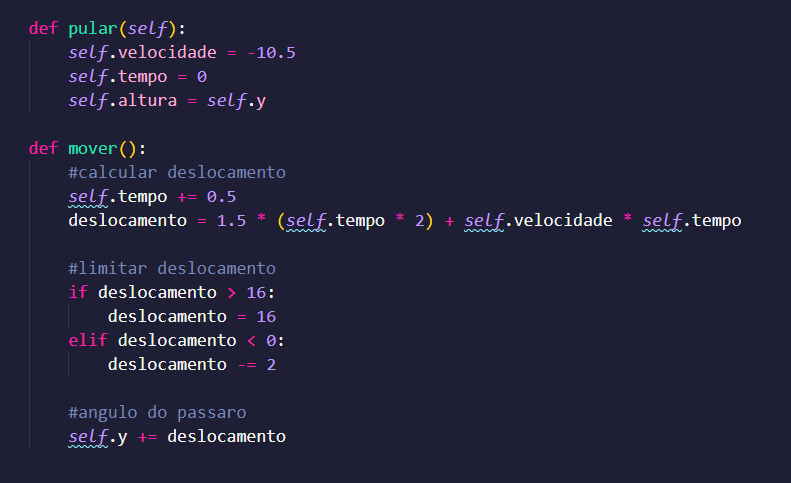 def pular(self):
    self.velocidade = -10.5
    self.tempo = 0
    self.altura = self.y
def mover():
    #calcular deslocamento
    self.tempo += 0.5
    deslocamento = 1.5 * (self.tempo * 2) + self.velocidade * self.tempo
    #limitar deslocamento
    if deslocamento > 16:
        deslocamento = 16
    elif deslocamento < 0:
        deslocamento -= 2
    #angulo do passaro
    self.y += deslocamento